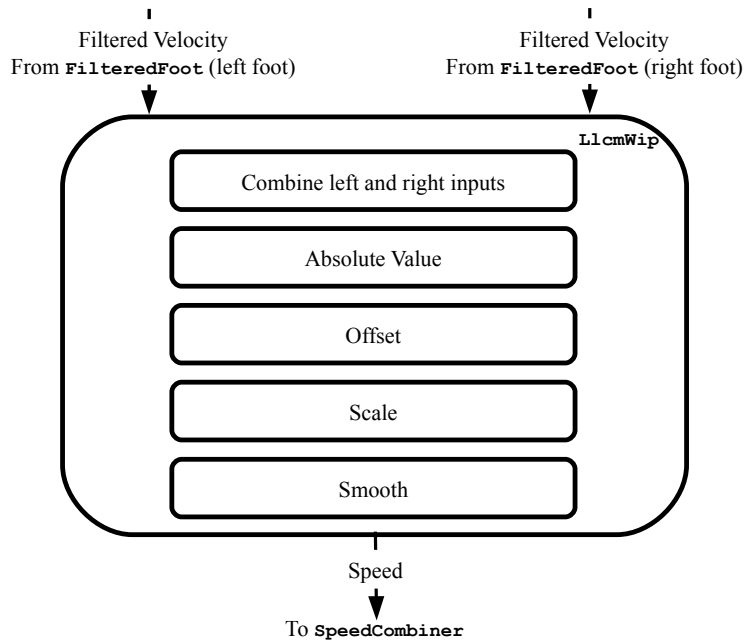 Filtered Velocity
From FilteredFoot (left foot)
Filtered Velocity
From FilteredFoot (right foot)
LlcmWip
Combine left and right inputs
Absolute Value
Offset
Scale
Smooth
Speed
To SpeedCombiner